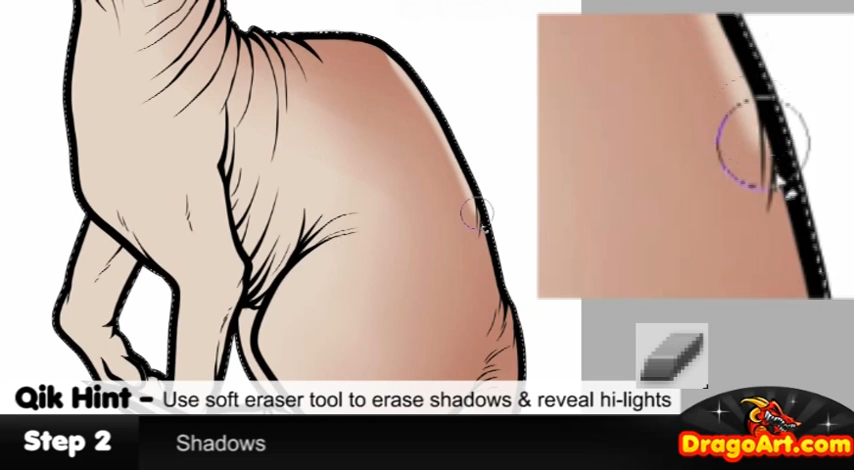 Qik Hint - Use soft eraser tool to erase shadows & reveal hi-lights
Step 2 Shadows
DragoArt.com